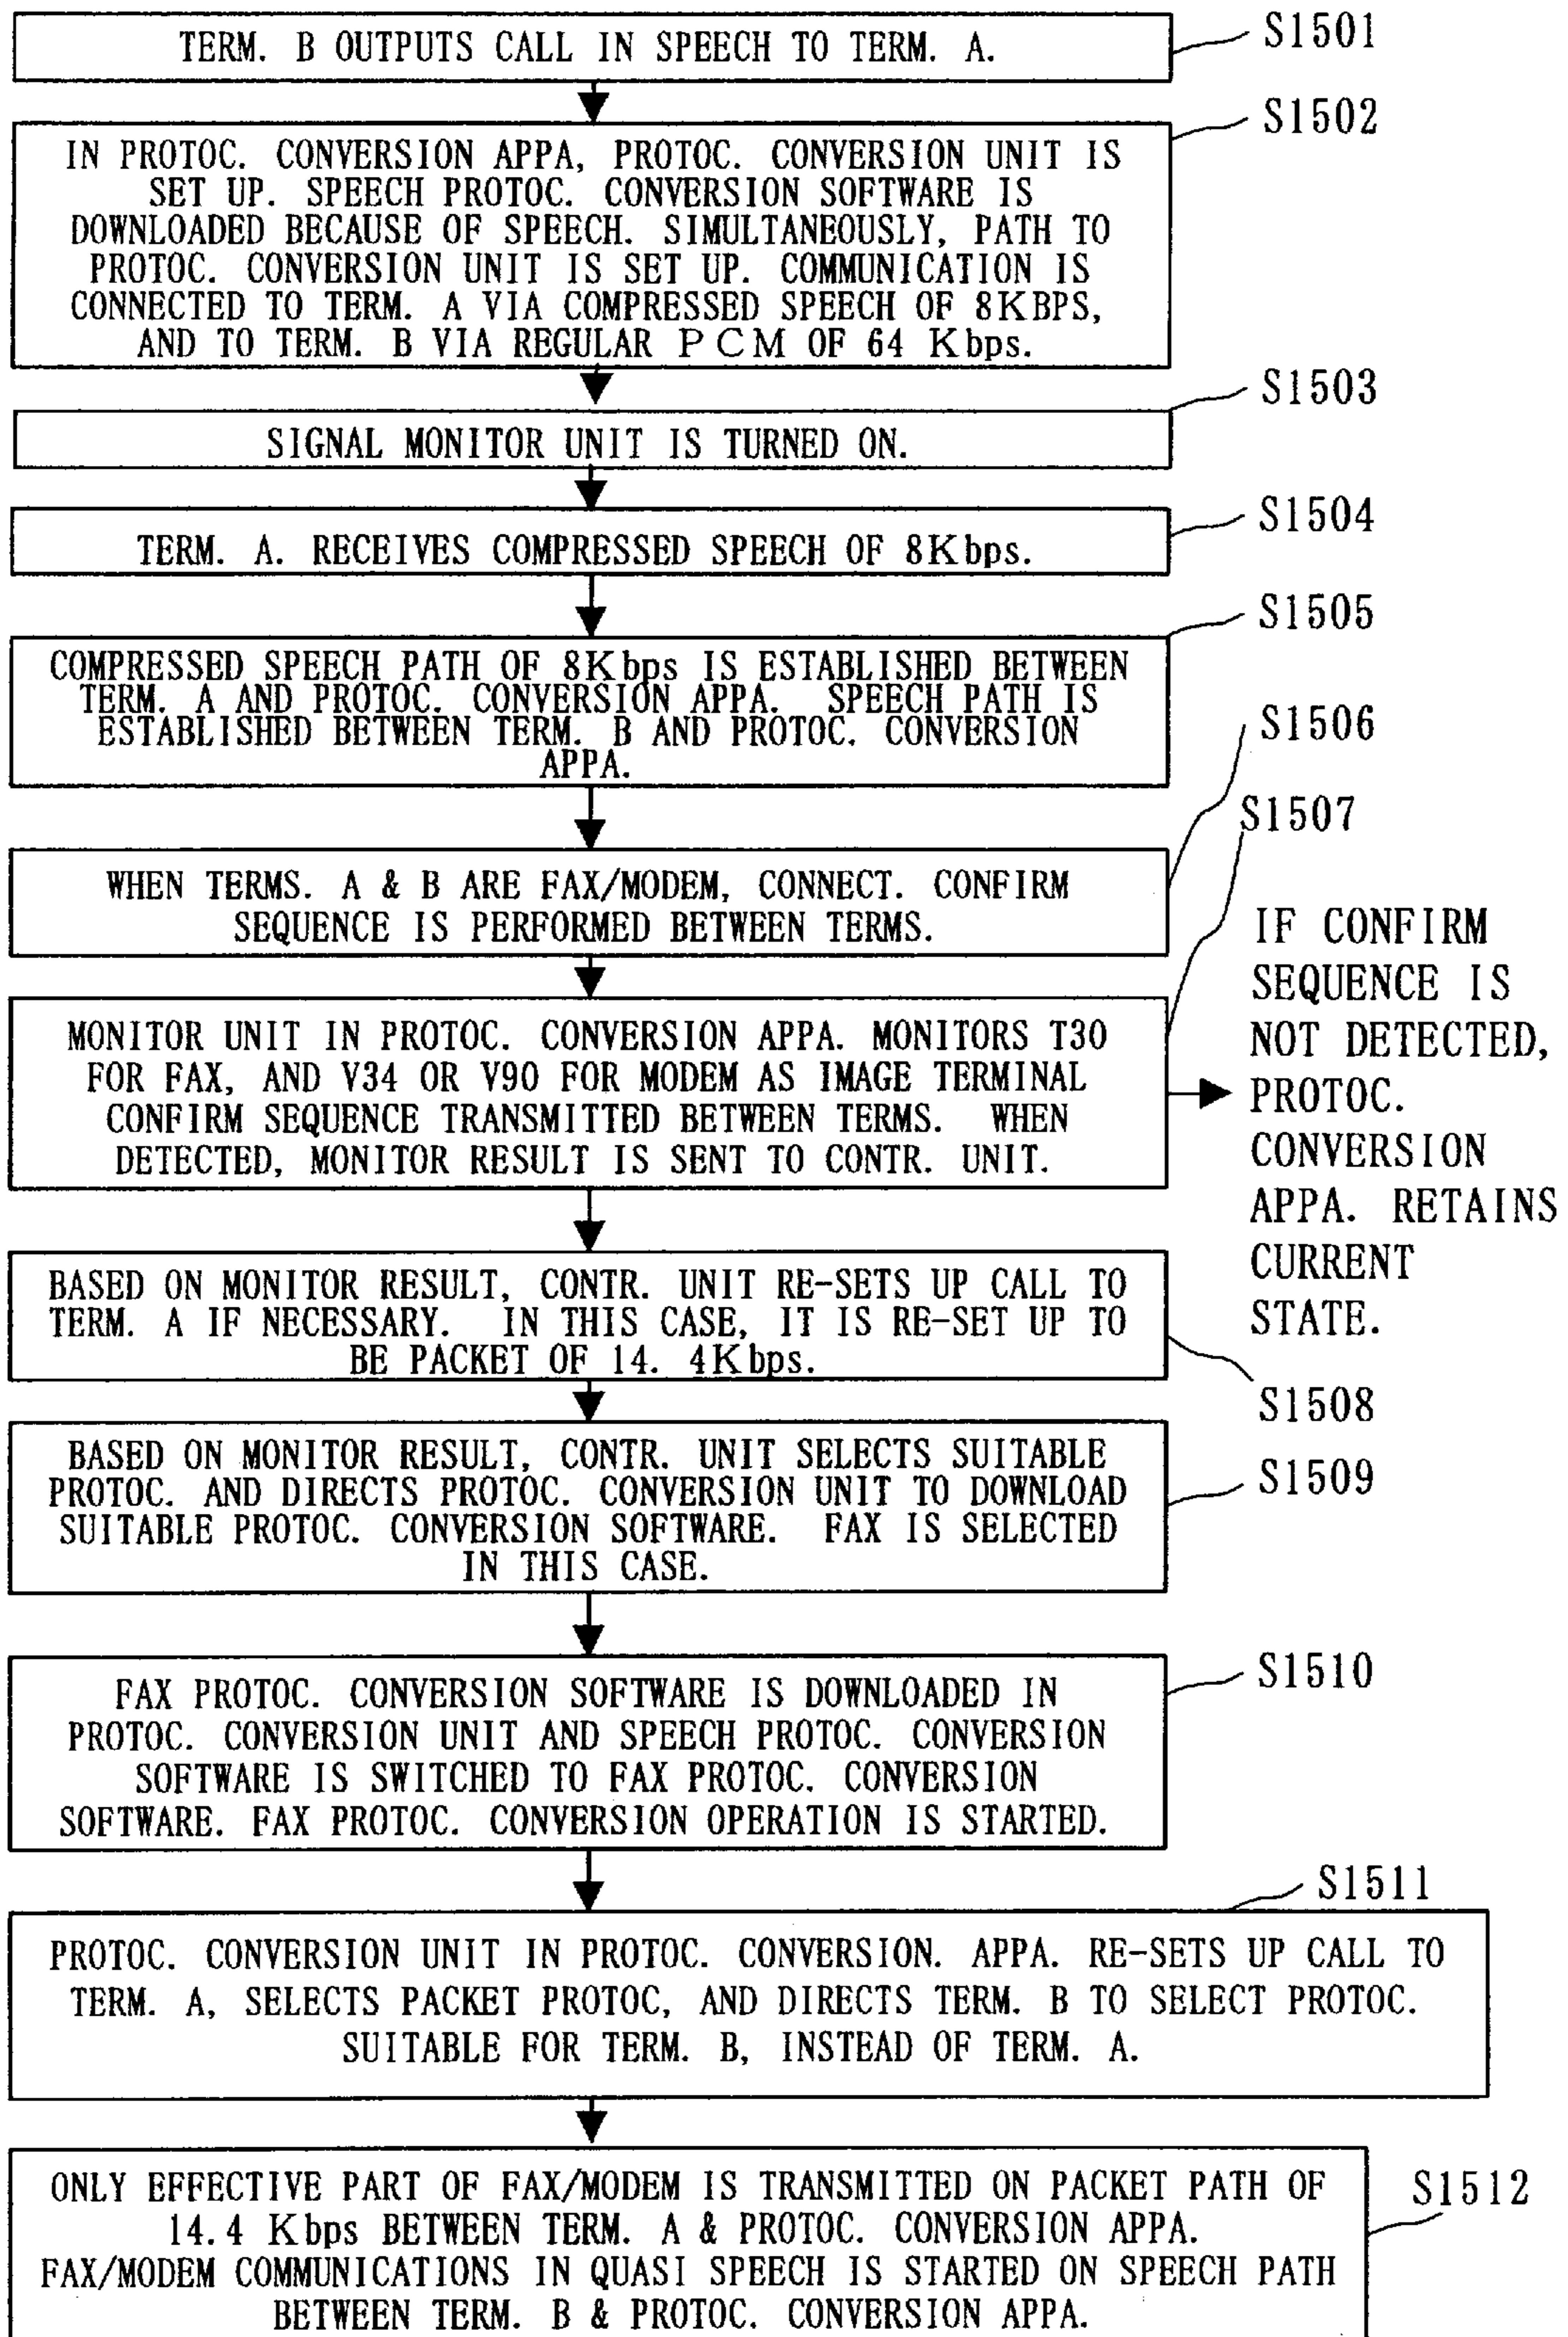 TERM. B OUTPUTS CALL IN SPEECH TO TERM. A.
S1501
S1502
IN PROTOC. CONVERSION APPA, PROTOC. CONVERSION UNIT IS
SET UP. SPEECH PROTOC. CONVERSION SOFTWARE IS
DOWNLOADED BECAUSE OF SPEECH. SIMULTANEOUSLY, PATH TO
PROTOC. CONVERSION UNIT IS SET UP. COMMUNICATION IS
CONNECTED TO TERM. A VIA COMPRESSED SPEECH OF 8KBPS,
AND TO TERM. B VIA REGULAR PCM OF 64 Kbps.
S1503
SIGNAL MONITOR UNIT IS TURNED ON.
S1504
TERM. A. RECEIVES COMPRESSED SPEECH OF 8Kbps.
S1505
COMPRESSED SPEECH PATH OF 8Kbps IS ESTABLISHED BETWEEN
TERM. A AND PROTOC. CONVERSION APPA. SPEECH PATH IS
ESTABLISHED BETWEEN TERM. B AND PROTOC. CONVERSION
APPA.
S1506
WHEN TERMS. A & B ARE FAX/MODEM, CONNECT. CONFIRM
SEQUENCE IS PERFORMED BETWEEN TERMS.
S1507
MONITOR UNIT IN PROTOC. CONVERSION APPA. MONITORS T30
FOR FAX, AND V34 OR V90 FOR MODEM AS IMAGE TERMINAL
CONFIRM SEQUENCE TRANSMITTED BETWEEN TERMS. WHEN
DETECTED, MONITOR RESULT IS SENT TO CONTR. UNIT.
IF CONFIRM
SEQUENCE IS
NOT DETECTED,
PROTOC.
CONVERSION
APPA. RETAINS
CURRENT
STATE.
BASED ON MONITOR RESULT, CONTR. UNIT RE-SETS UP CALL TO
TERM. A IF NECESSARY. IN THIS CASE, IT IS RE-SET UP TO
BE PACKET OF 14. 4Kbps.
S1508
BASED ON MONITOR RESULT, CONTR. UNIT SELECTS SUITABLE
PROTOC. AND DIRECTS PROTOC. CONVERSION UNIT TO DOWNLOAD
SUITABLE PROTOC. CONVERSION SOFTWARE. FAX IS SELECTED
IN THIS CASE.
S1509
S1510
FAX PROTOC. CONVERSION SOFTWARE IS DOWNLOADED IN
PROTOC. CONVERSION UNIT AND SPEECH PROTOC. CONVERSION
SOFTWARE IS SWITCHED TO FAX PROTOC. CONVERSION
SOFTWARE. FAX PROTOC. CONVERSION OPERATION IS STARTED.
S1511
PROTOC. CONVERSION UNIT IN PROTOC. CONVERSION. APPA. RE-SETS UP CALL TO
TERM. A, SELECTS PACKET PROTOC, AND DIRECTS TERM. B TO SELECT PROTOC.
SUITABLE FOR TERM. B, INSTEAD OF TERM. A.
S1512
ONLY EFFECTIVE PART OF FAX/MODEM IS TRANSMITTED ON PACKET PATH OF
14.4 Kbps BETWEEN TERM. A & PROTOC. CONVERSION APPA.
FAX/MODEM COMMUNICATIONS IN QUASI SPEECH IS STARTED ON SPEECH PATH
BETWEEN TERM. B & PROTOC. CONVERSION APPA.